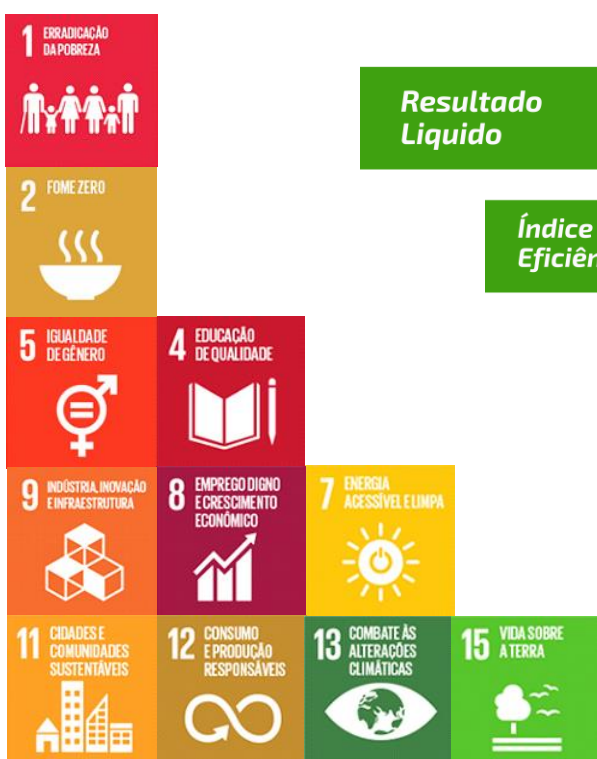 1 ERRADICAÇÃO
DA POBREZA
Resultado
Liquido
2 FOME ZERO
Índice
5 IGUALDADE
DE GÊNERO
4 EDUCAÇÃO
DE QUALIDADE
9 INDÚSTRIA, INOVAÇÃO
E INFRAESTRUTURA
8 EMPREGO DIGNO
E CRESCIMENTO
ECONÔMICO
7 ENERGIA
ACESSÍVEL E LIMPA
11 CIDADES E
COMUNIDADES
SUSTENTÁVEIS
12 CONSUMO
E PRODUÇÃO
RESPONSÁVEIS
13 COMBATE ÀS
ALTERAÇÕES
CLIMÁTICAS
15 VIDA SOBRE
A TERRA